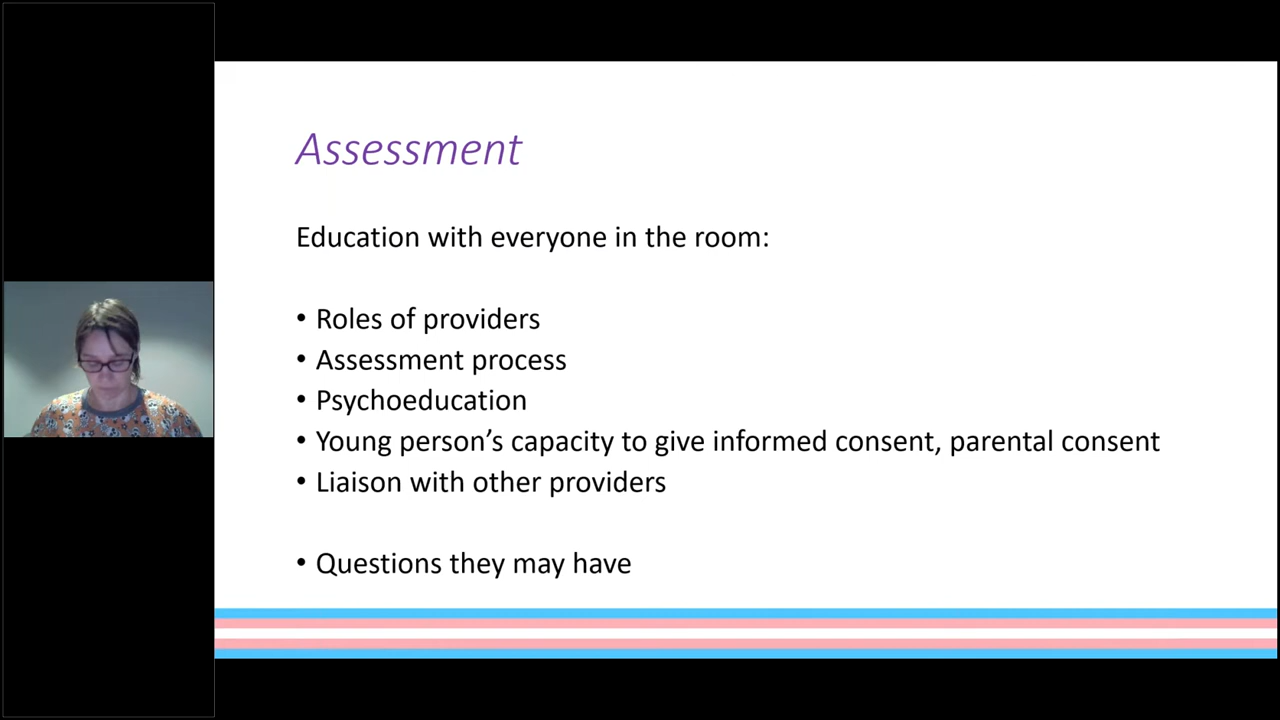 Assessment
Education with everyone in the room:
• Roles of providers
• Assessment process
• Psychoeducation
• Young person’s capacity to give informed consent, parental consent
• Liaison with other providers
• Questions they may have